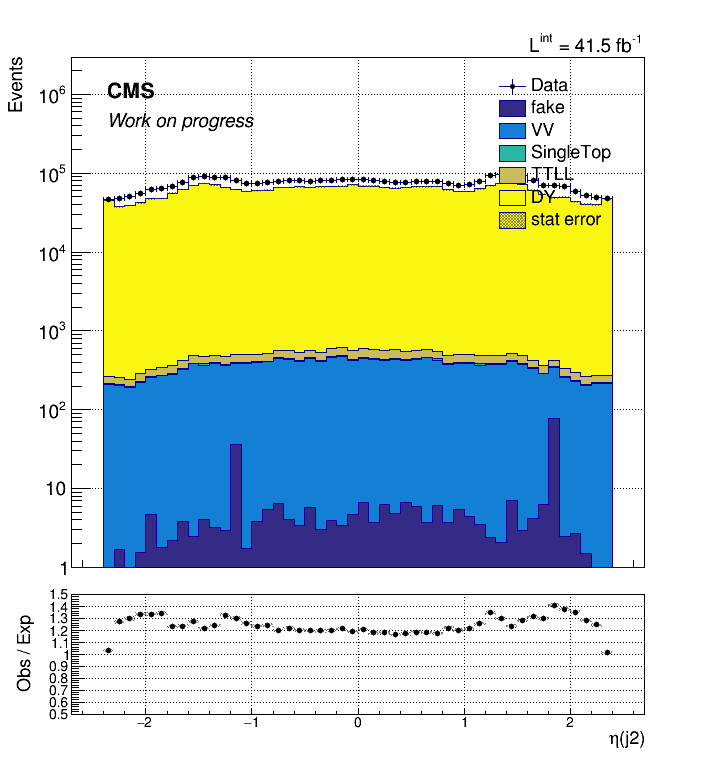 L^int = 41.5 fb^-1
Events
CMS
Work on progress
Data
fake
VV
SingleTop
TTLL
DY
stat error
10^6
10^5
10^4
10^3
10^2
10
1
Obs / Exp
1.5
1.4
1.3
1.2
1.1
1
0.9
0.8
0.7
0.6
0.5
−2 −1 0 1 2
η(j2)